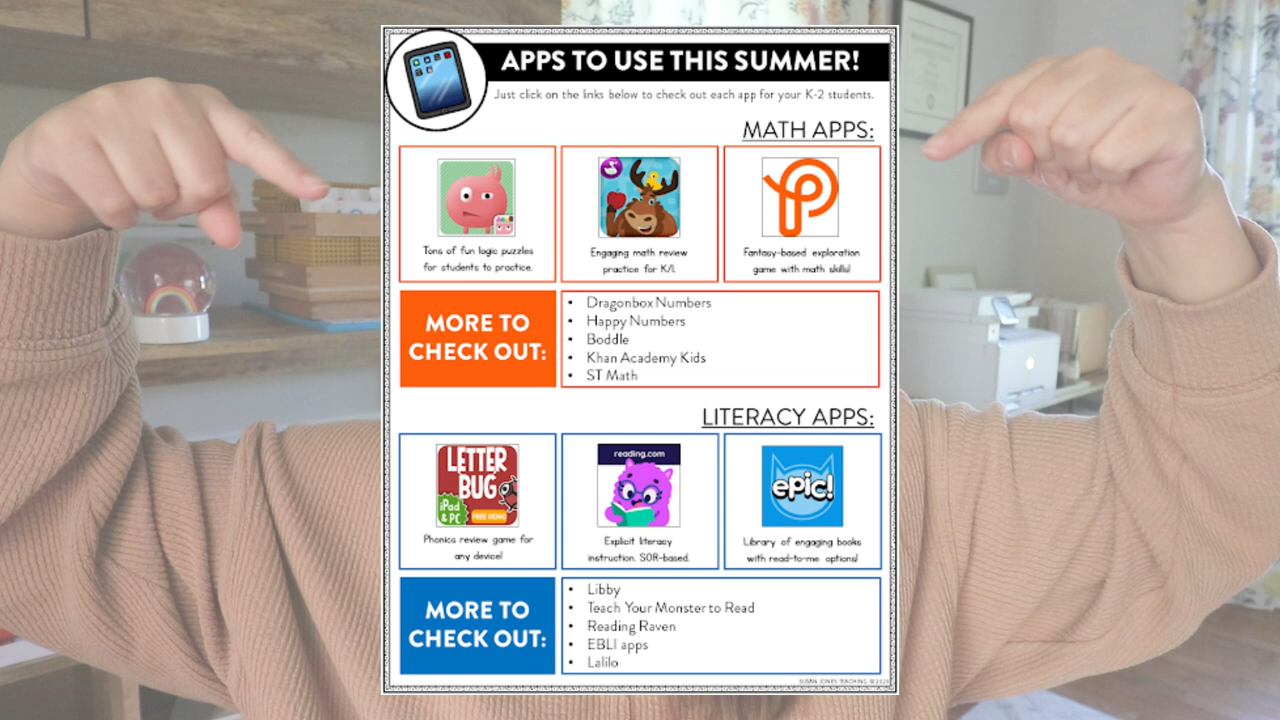 APPS TO USE THIS SUMMER!
Just click on the links below to check out each app for your K-2 students.
MATH APPS:
Tons of fun logic puzzles
for students to practice.
Engaging math review
practice for K/1.
Fantasy-based exploration
game with math skills!
MORE TO
CHECK OUT:
• Dragonbox Numbers
• Happy Numbers
• Boddle
• Khan Academy Kids
• ST Math
LITERACY APPS:
LETTER
BUG
iPad
& PC
FREE DEMO
Phonics review game for
any device!
reading.com
Explicit literacy
instruction. SOR-based.
epic!
Library of engaging books
with read-to-me options!
MORE TO
CHECK OUT:
• Libby
• Teach Your Monster to Read
• Reading Raven
• EBLI apps
• Lalilo
SUSAN JONES TEACHING